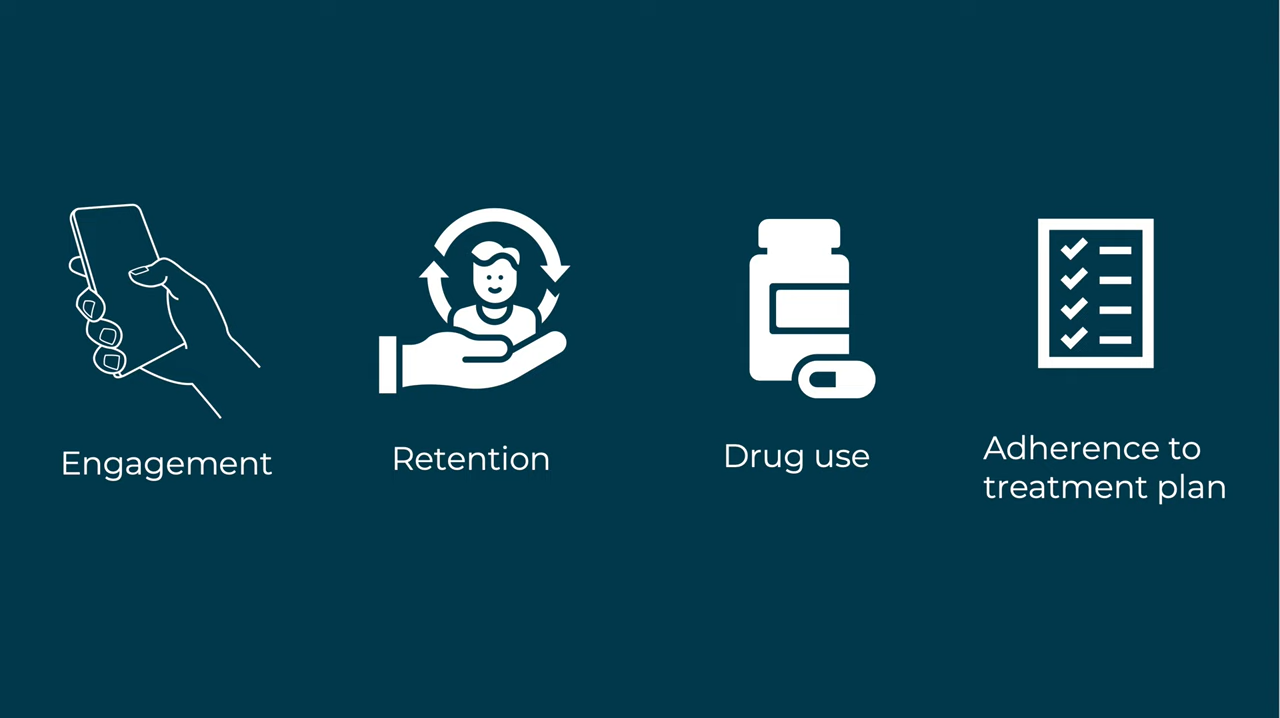 Engagement
Retention
Drug use
Adherence to
treatment plan